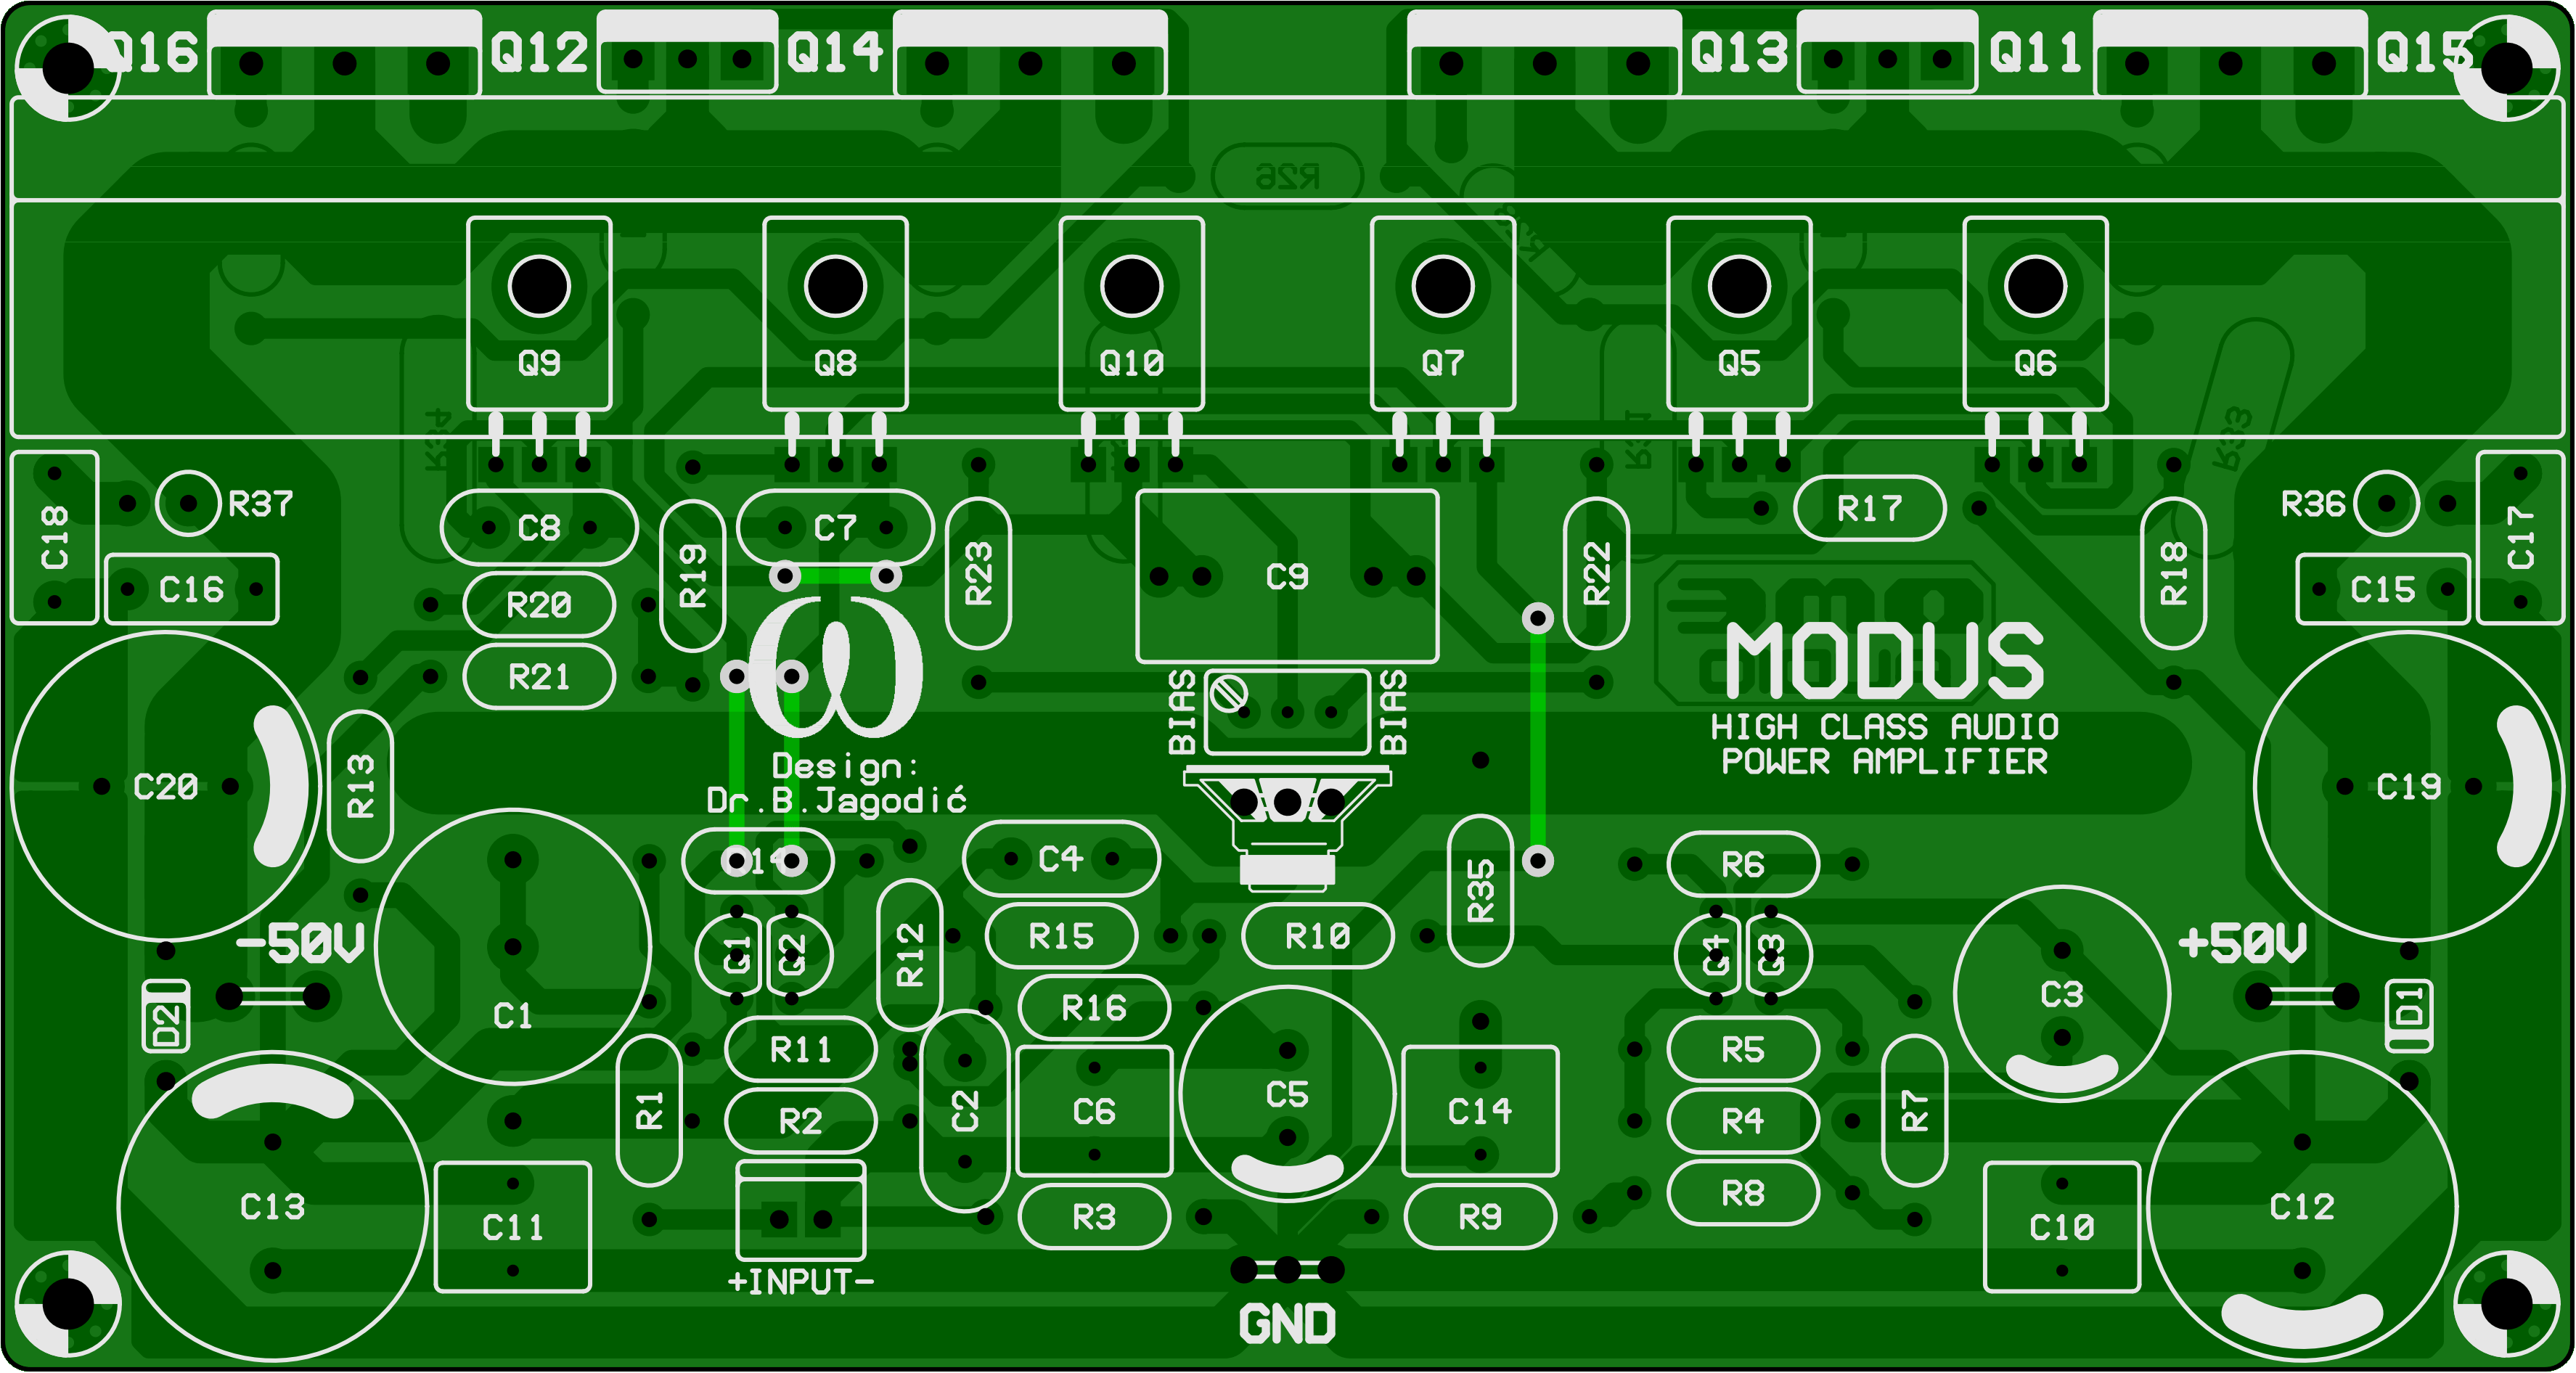 Q16 Q12 Q14 Q13 Q11 Q15
R26
Q9 Q8 Q10 Q7 Q5 Q6
R34 R31 R33
C18 R37 C8 R19 C7 R23 C9 R22 R17 R18 R36 C17
C16 R20 C15
R21
ω
BIAS BIAS
MODUS
HIGH CLASS AUDIO
POWER AMPLIFIER
Design:
Dr.B.Jagodić
C20 R13 C19
C4 R35 R6
-50V Q1 Q2 R12 R15 R10 Q4 Q3 +50V
D2 C1 R16 C3 D1
R11 R5
R1 R2 C2 C6 C5 C14 R4 R7
C13 C11 R3 R9 R8 C10 C12
+INPUT-
GND